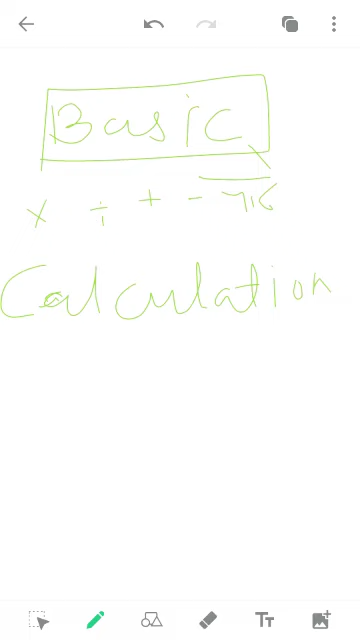 Basic
× ÷ + -
Calculation